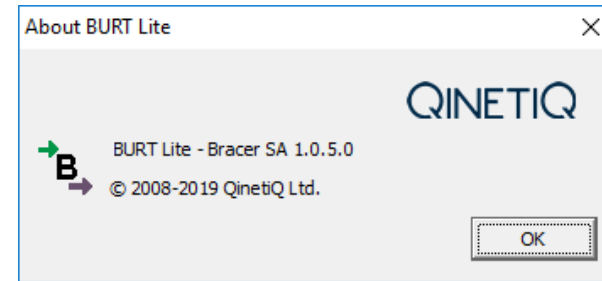 About BURT Lite
QINETIQ
B
BURT Lite - Bracer SA 1.0.5.0
© 2008-2019 QinetiQ Ltd.
OK